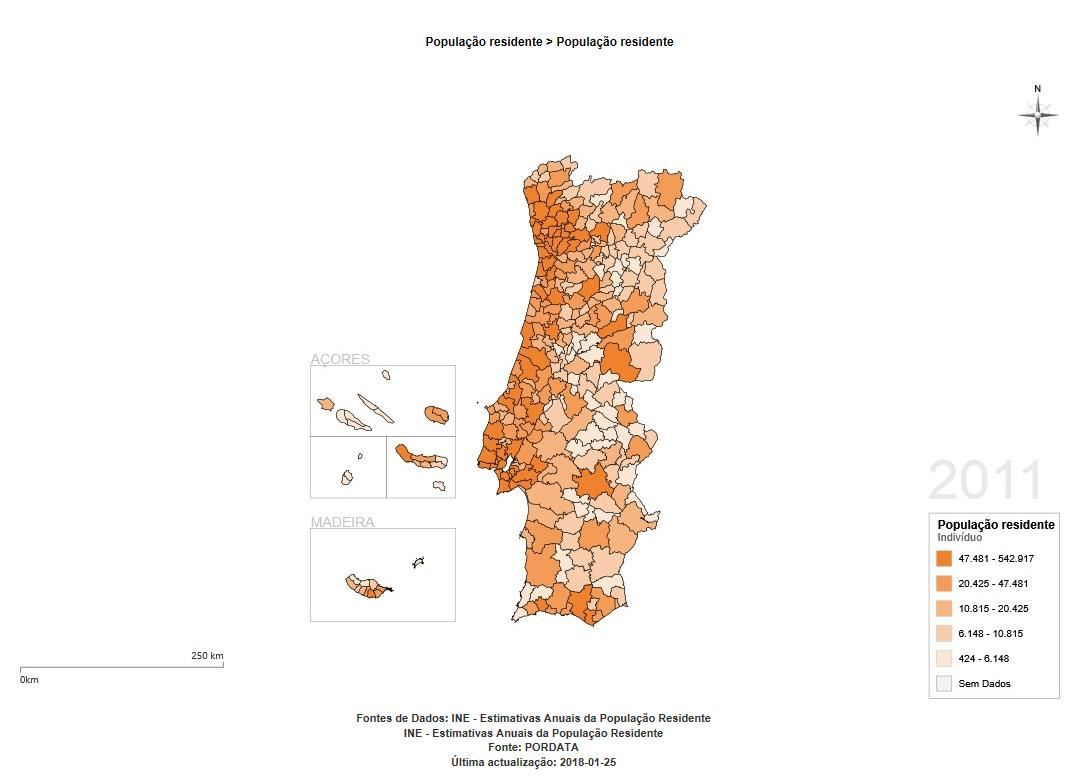 População residente > População residente
N
AÇORES
MADEIRA
2011
População residente
Indivíduo
47.481 - 542.917
20.425 - 47.481
10.815 - 20.425
6.148 - 10.815
424 - 6.148
Sem Dados
250 km
0km
Fontes de Dados: INE - Estimativas Anuais da População Residente
INE - Estimativas Anuais da População Residente
Fonte: PORDATA
Última actualização: 2018-01-25